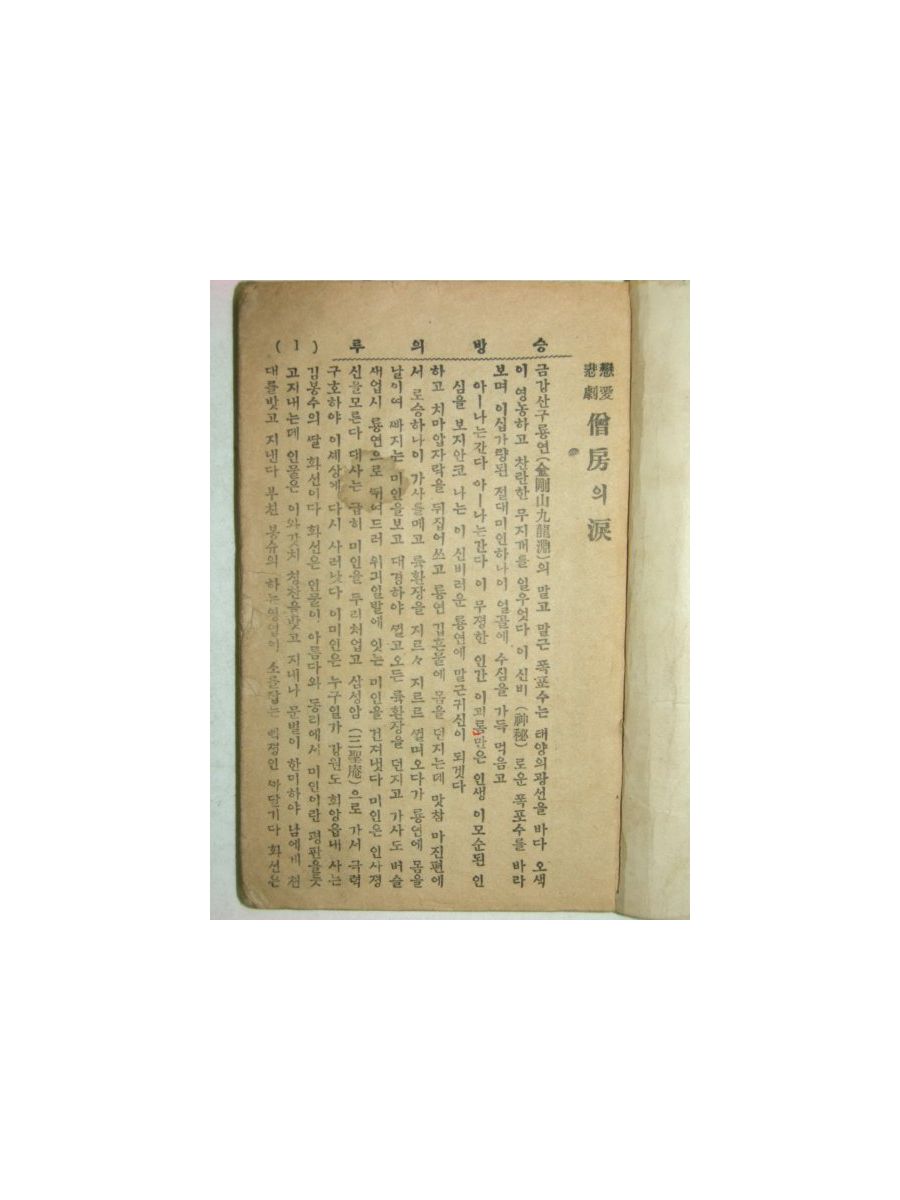 戀愛悲劇 僧房의 淚
승방의루 (1)
금강산구룡연(金剛山九龍淵)의 말고 말근 폭포수는 태양의광선을 바다 오색
이 영농하고 찬란한 무지개를 일우엇다 이 신비(神秘)로운 폭포수를 바라
보며 이십가량된 절대미인하나이 얼골에 수심을 가득 먹음고
아―나는간다 아―나는간다 이 무정한 인간 이괴롬만은 인생 이모순된 인
심을 보지안코 나는 이 신비러운 룡연에 말근귀신이 되겟다
하고 치마압자락을 뒤집어쓰고 룡연 깁흔물에 몸을 던지는데 맛참 마진편에
서 로승하나이 가사를메고 륙환장을 지르々 지르르 껄며오다가 룡연에 몸을
날이여 빠지는 미인을보고 대경하야 껄고오든 륙환장을 던지고 가사도 버슬
새업시 룡연으로 뛰여드러 위긔일발에 잇는 미인을 건져냇다 미인은 인사졍
신을모른다 대사는 급히 미인을 두리처업고 삼성암(三聖庵)으로 가서 극력
구호하야 이세상에 다시 사러낫다 이미인은 누구일가 강원도 회양읍내 사는
김봉수의 딸 화선이다 화선은 인물이 아름다와 동리에서 미인이란 평판을듯
고지내는데 인물은 이와갓치 칭찬을밧고 지내나 문벌이 한미하야 남에게 천
대를밧고 지낸다 부친 봉수의 하는영업이 소를잡는 백정인 까닭기다 화선은